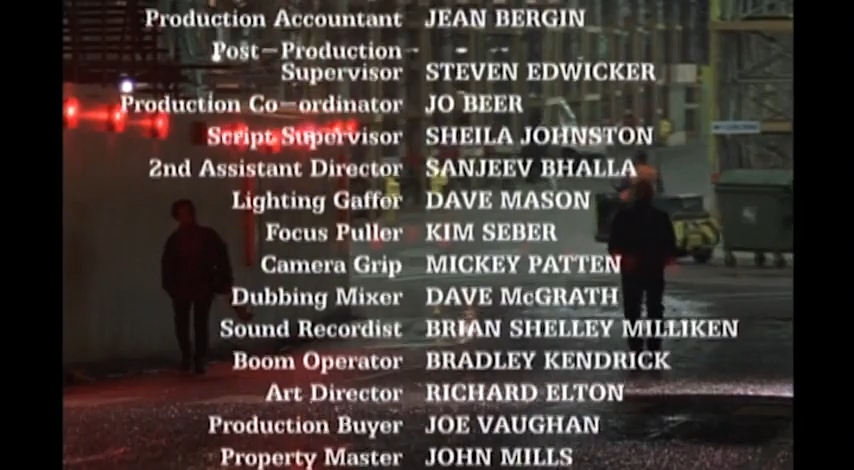 Production Accountant JEAN BERGIN
Post-Production
Supervisor STEVEN EDWICKER
Production Co-ordinator JO BEER
Script Supervisor SHEILA JOHNSTON
2nd Assistant Director SANJEEV BHALLA
Lighting Gaffer DAVE MASON
Focus Puller KIM SEBER
Camera Grip MICKEY PATTEN
Dubbing Mixer DAVE McGRATH
Sound Recordist BRIAN SHELLEY MILLIKEN
Boom Operator BRADLEY KENDRICK
Art Director RICHARD ELTON
Production Buyer JOE VAUGHAN
Property Master JOHN MILLS